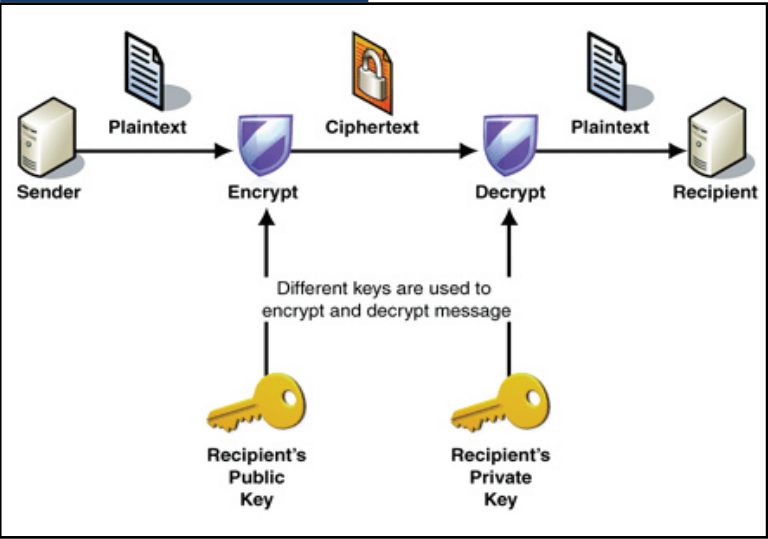 Plaintext
Ciphertext
Plaintext
Sender
Encrypt
Decrypt
Recipient
Different keys are used to
encrypt and decrypt message
Recipient's
Public
Key
Recipient's
Private
Key